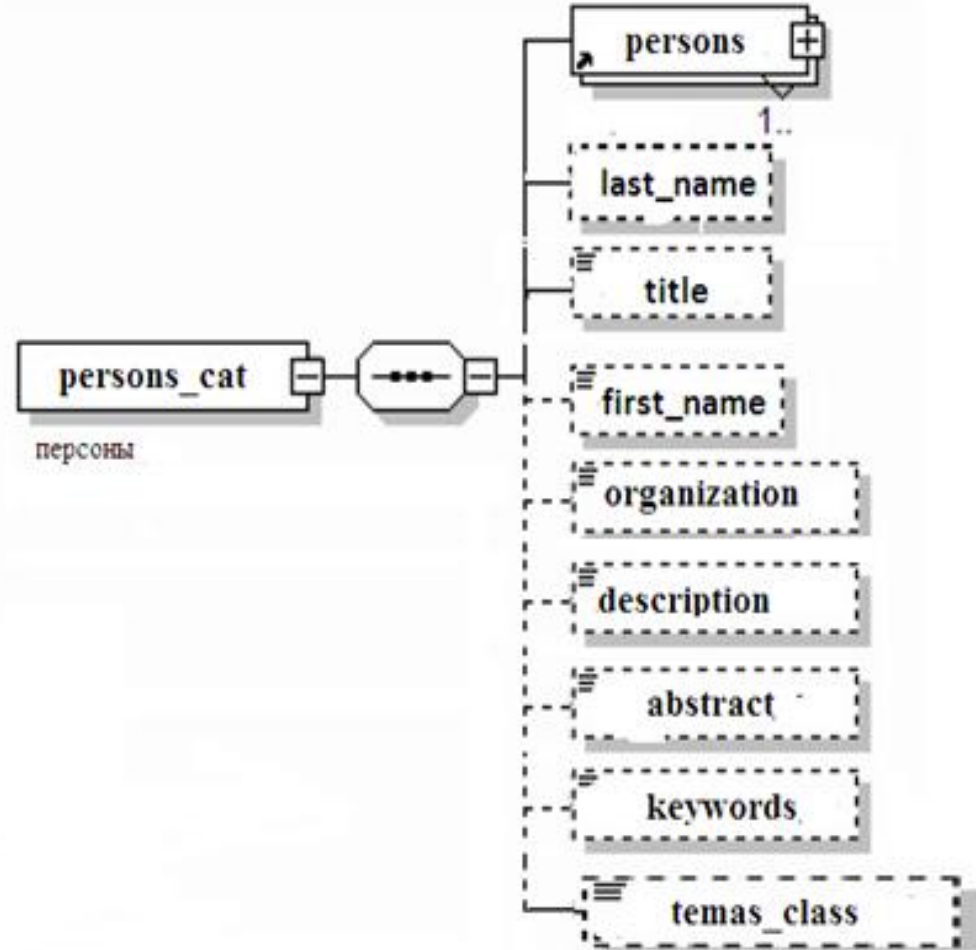 persons
1..
last_name
title
persons_cat
персоны
first_name
organization
description
abstract
keywords
temas_class